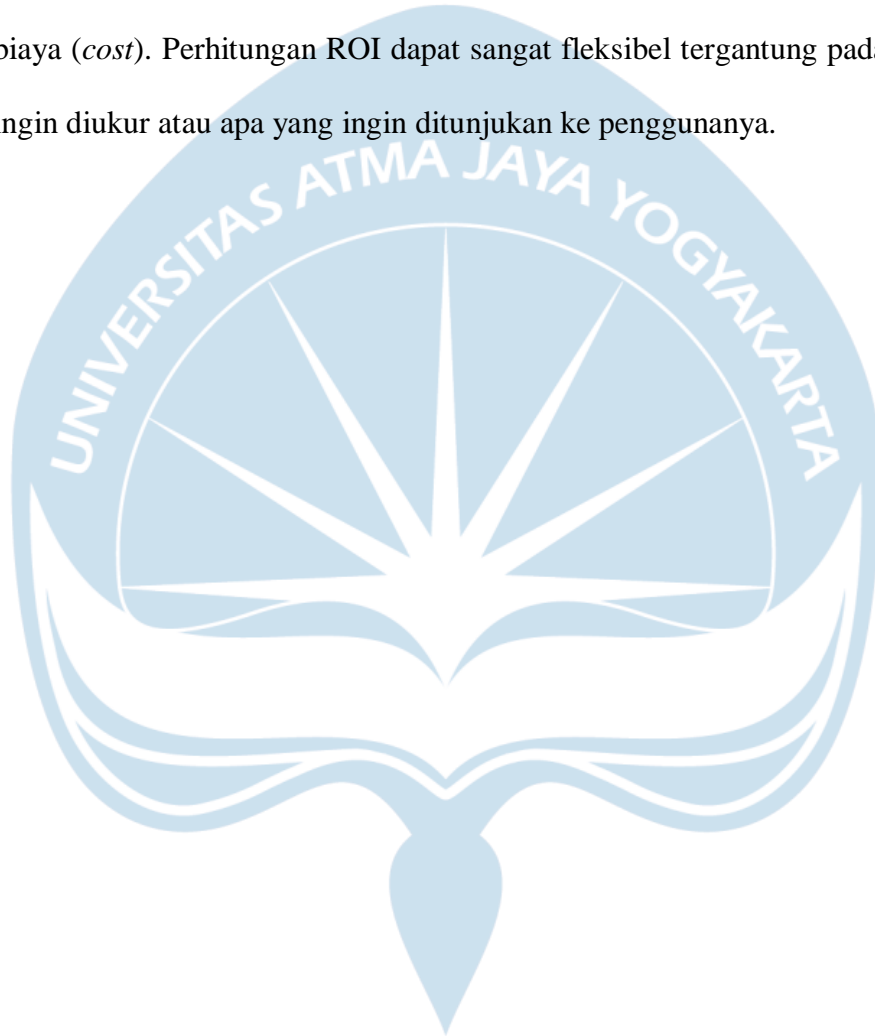 biaya (cost). Perhitungan ROI dapat sangat fleksibel tergantung pada
ingin diukur atau apa yang ingin ditunjukan ke penggunanya.
UNIVERSITAS ATMA JAYA YOGYAKARTA